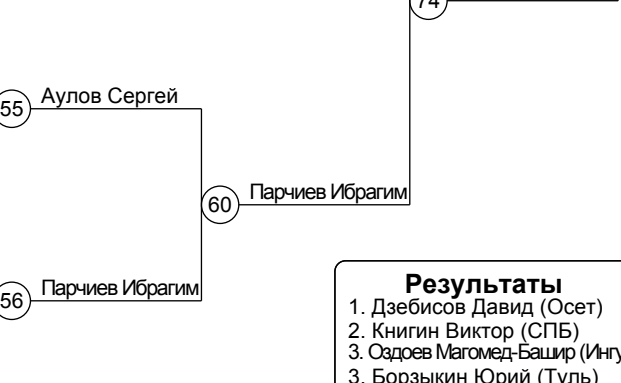 74
Аулов Сергей
55
Парчиев Ибрагим
60
Парчиев Ибрагим
56
Результаты
1. Дзебисов Давид (Осет)
2. Книгин Виктор (СПБ)
3. Оздоев Магомед-Башир (Ингу
3. Борзыкин Юрий (Туль)